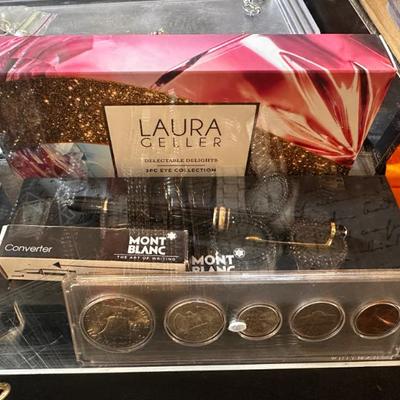 LAURA
GELLER
DELECTABLE DELIGHTS
3PC EYE COLLECTION
Converter
MONT
BLANC
THE ART OF WRITING
MONT
BLANC